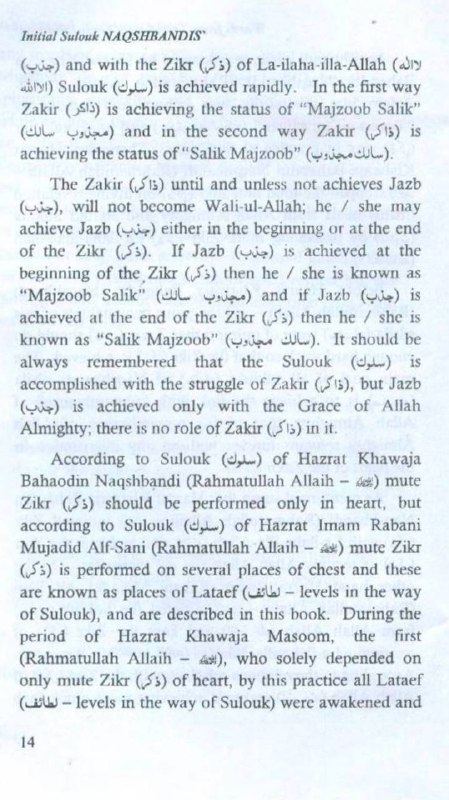 Initial Sulouk NAQSHBANDIS'
(جذب) and with the Zikr (ذکر) of La-ilaha-illa-Allah (لااله
الاالله) Sulouk (سلوك) is achieved rapidly. In the first way
Zakir (ذاکر) is achieving the status of "Majzoob Salik"
(مجذوب سالك) and in the second way Zakir (ذاکر) is
achieving the status of "Salik Majzoob" (سالك مجذوب).
The Zakir (ذاکر) until and unless not achieves Jazb
(جذب), will not become Wali-ul-Allah; he / she may
achieve Jazb (جذب) either in the beginning or at the end
of the Zikr (ذکر). If Jazb (جذب) is achieved at the
beginning of the Zikr (ذکر) then he / she is known as
"Majzoob Salik" (مجذوب سالك) and if Jazb (جذب) is
achieved at the end of the Zikr (ذکر) then he / she is
known as "Salik Majzoob" (سالك مجذوب). It should be
always remembered that the Sulouk (سلوك) is
accomplished with the struggle of Zakir (ذاکر), but Jazb
(جذب) is achieved only with the Grace of Allah
Almighty; there is no role of Zakir (ذاکر) in it.
According to Sulouk (سلوك) of Hazrat Khawaja
Bahaodin Naqshbandi (Rahmatullah Allaih – ) mute
Zikr (ذکر) should be performed only in heart, but
according to Sulouk (سلوك) of Hazrat Imam Rabani
Mujadid Alf-Sani (Rahmatullah Allaih – ) mute Zikr
(ذکر) is performed on several places of chest and these
are known as places of Lataef (لطائف – levels in the way
of Sulouk), and are described in this book. During the
period of Hazrat Khawaja Masoom, the first
(Rahmatullah Allaih – ), who solely depended on
only mute Zikr (ذکر) of heart, by this practice all Lataef
(لطائف – levels in the way of Sulouk) were awakened and
14